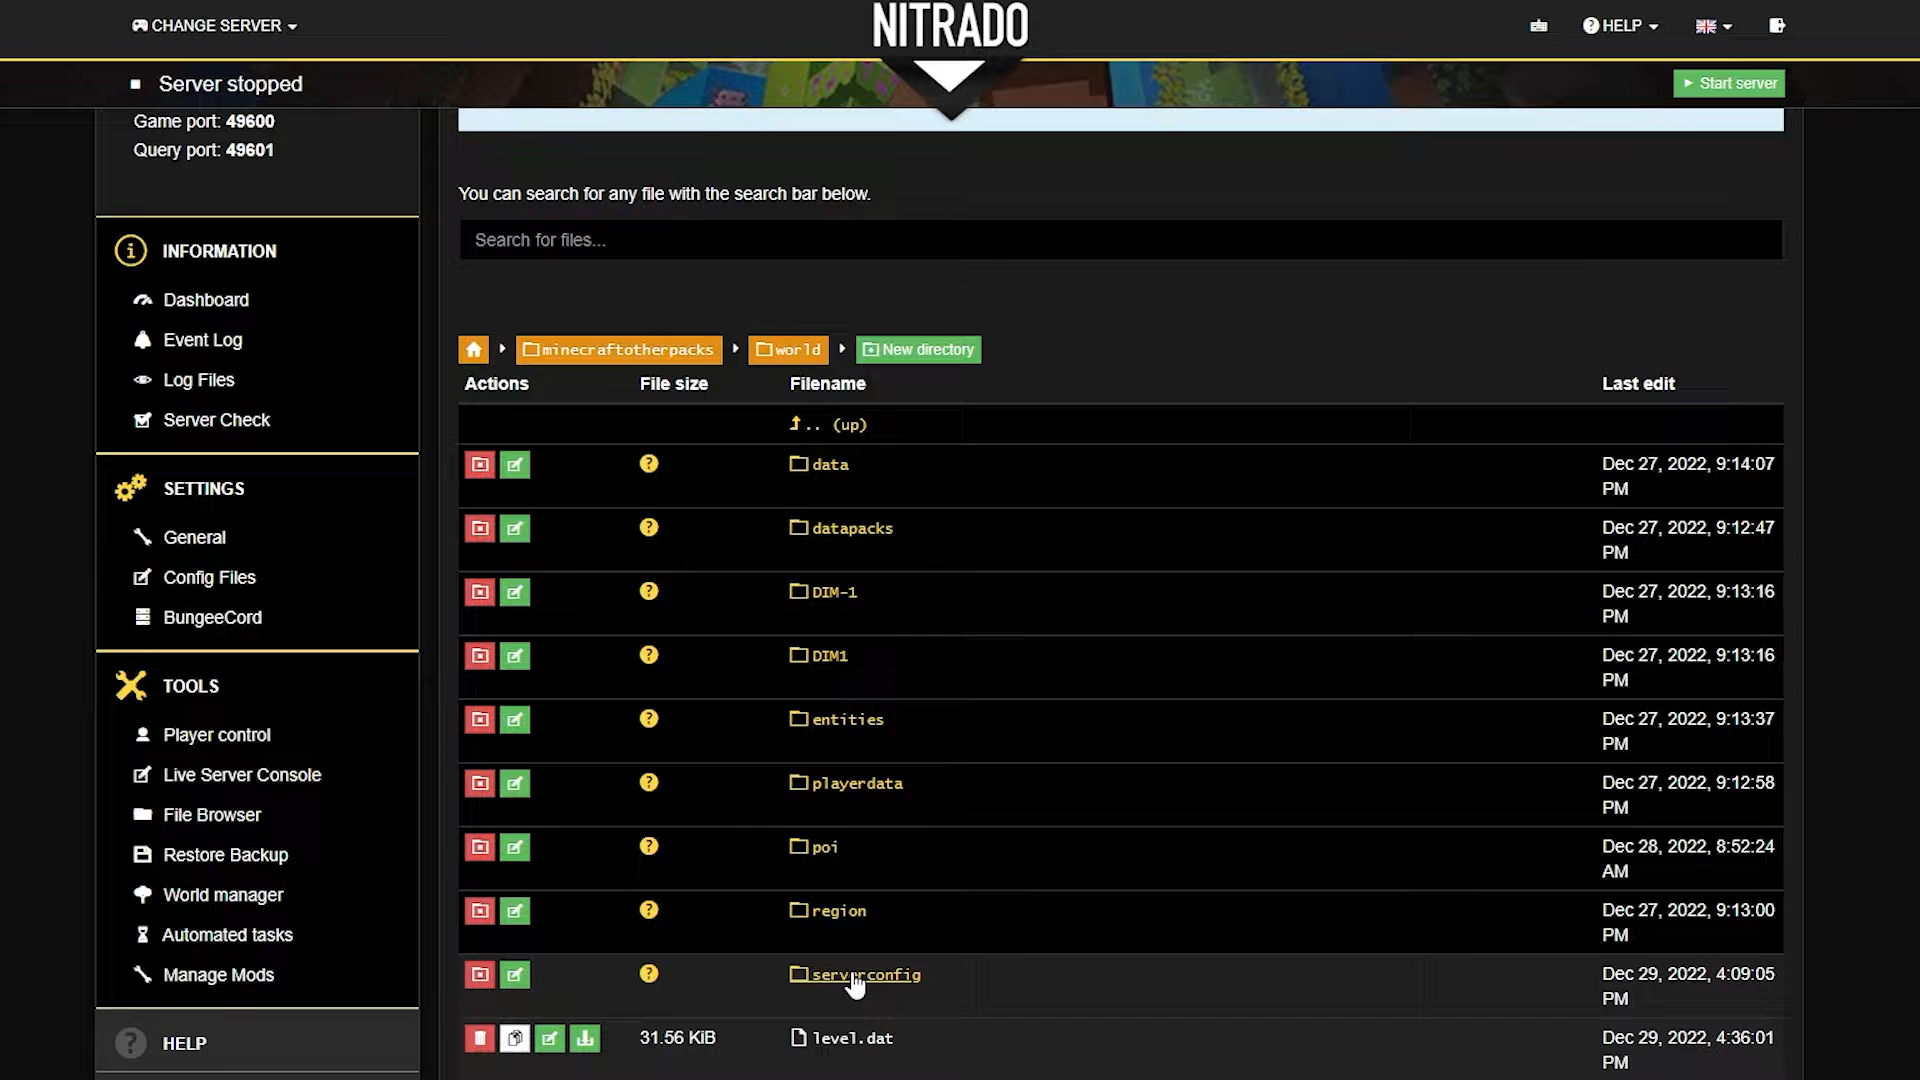 CHANGE SERVER
NITRADO
HELP
Server stopped
Start server
Game port: 49600
Query port: 49601
INFORMATION
Dashboard
Event Log
Log Files
Server Check
SETTINGS
General
Config Files
BungeeCord
TOOLS
Player control
Live Server Console
File Browser
Restore Backup
World manager
Automated tasks
Manage Mods
HELP
You can search for any file with the search bar below.
Search for files...
minecraftotherpacks world New directory
Actions File size Filename Last edit
.. (up)
data Dec 27, 2022, 9:14:07
PM
datapacks Dec 27, 2022, 9:12:47
PM
DIM-1 Dec 27, 2022, 9:13:16
PM
DIM1 Dec 27, 2022, 9:13:16
PM
entities Dec 27, 2022, 9:13:37
PM
playerdata Dec 27, 2022, 9:12:58
PM
poi Dec 28, 2022, 8:52:24
AM
region Dec 27, 2022, 9:13:00
PM
serverconfig Dec 29, 2022, 4:09:05
PM
31.56 KiB level.dat Dec 29, 2022, 4:36:01
PM